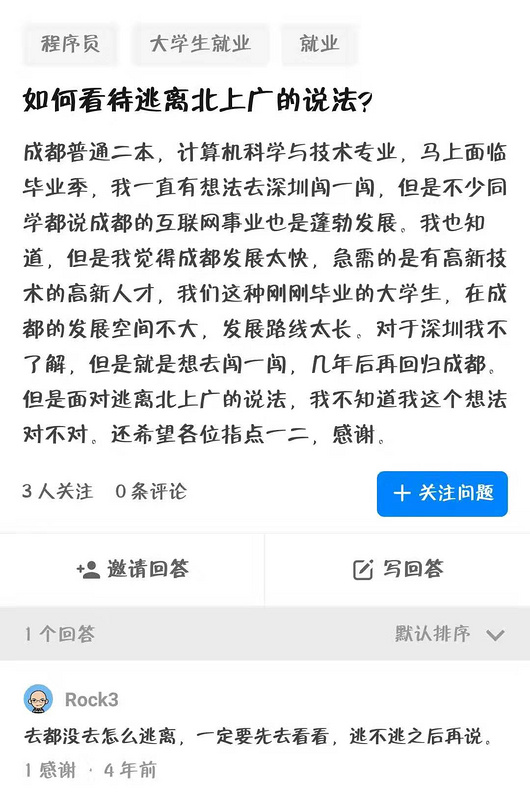 程序员 大学生就业 就业
如何看待逃离北上广的说法?
成都普通二本，计算机科学与技术专业，马上面临
毕业季，我一直有想法去深圳闯一闯，但是不少同
学都说成都的互联网事业也是蓬勃发展。我也知
道，但是我觉得成都发展太快，急需的是有高新技
术的高新人才，我们这种刚刚毕业的大学生，在成
都的发展空间不大，发展路线太长。对于深圳我不
了解，但是就是想去闯一闯，几年后再回归成都。
但是面对逃离北上广的说法，我不知道我这个想法
对不对。还希望各位指点一二，感谢。
3 人关注 0 条评论
+ 关注问题
邀请回答 写回答
1 个回答 默认排序
Rock3
去都没去怎么逃离，一定要先去看看，逃不逃之后再说。
1 感谢 · 4 年前